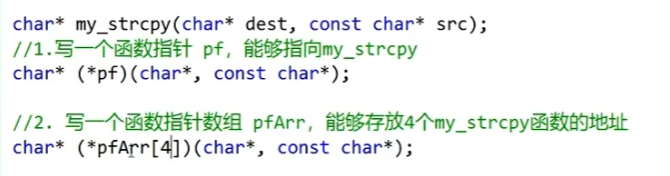 char* my_strcpy(char* dest, const char* src);
//1.写一个函数指针 pf，能够指向my_strcpy
char* (*pf)(char*, const char*);
//2. 写一个函数指针数组 pfArr，能够存放4个my_strcpy函数的地址
char* (*pfArr[4])(char*, const char*);